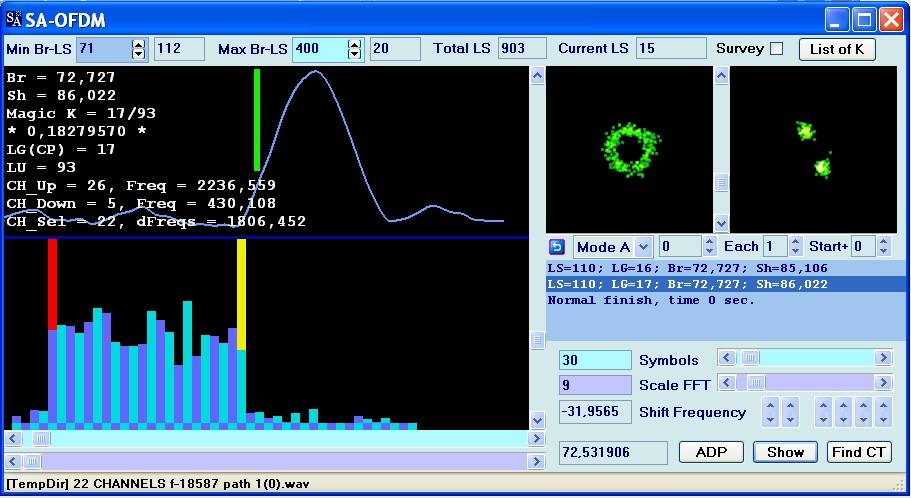 SA-OFDM
Min Br-LS 71 112 Max Br-LS 400 20 Total LS 903 Current LS 15 Survey List of K
Br = 72,727
Sh = 86,022
Magic K = 17/93
* 0,18279570 *
LG(CP) = 17
LU = 93
CH_Up = 26, Freq = 2236,559
CH_Down = 5, Freq = 430,108
CH_Sel = 22, dFreqs = 1806,452
Mode A 0 Each 1 Start+ 0
LS=110; LG=16; Br=72,727; Sh=85,106
LS=110; LG=17; Br=72,727; Sh=86,022
Normal finish, time 0 sec.
30 Symbols
9 Scale FFT
-31,9565 Shift Frequency
72,531906 ADP Show Find CT
[TempDir] 22 CHANNELS f-18587 path 1(0).wav